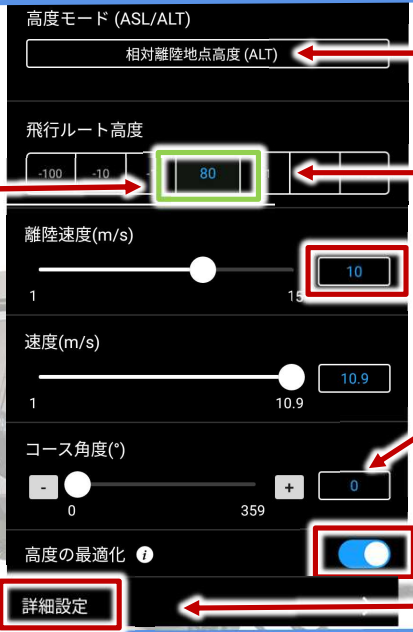 高度モード (ASL/ALT)
相対離陸地点高度 (ALT)
飛行ルート高度
-100 -10 80
離陸速度(m/s)
10
1 15
速度(m/s)
10.9
1 10.9
コース角度(°)
- + 0
0 359
高度の最適化 i
詳細設定